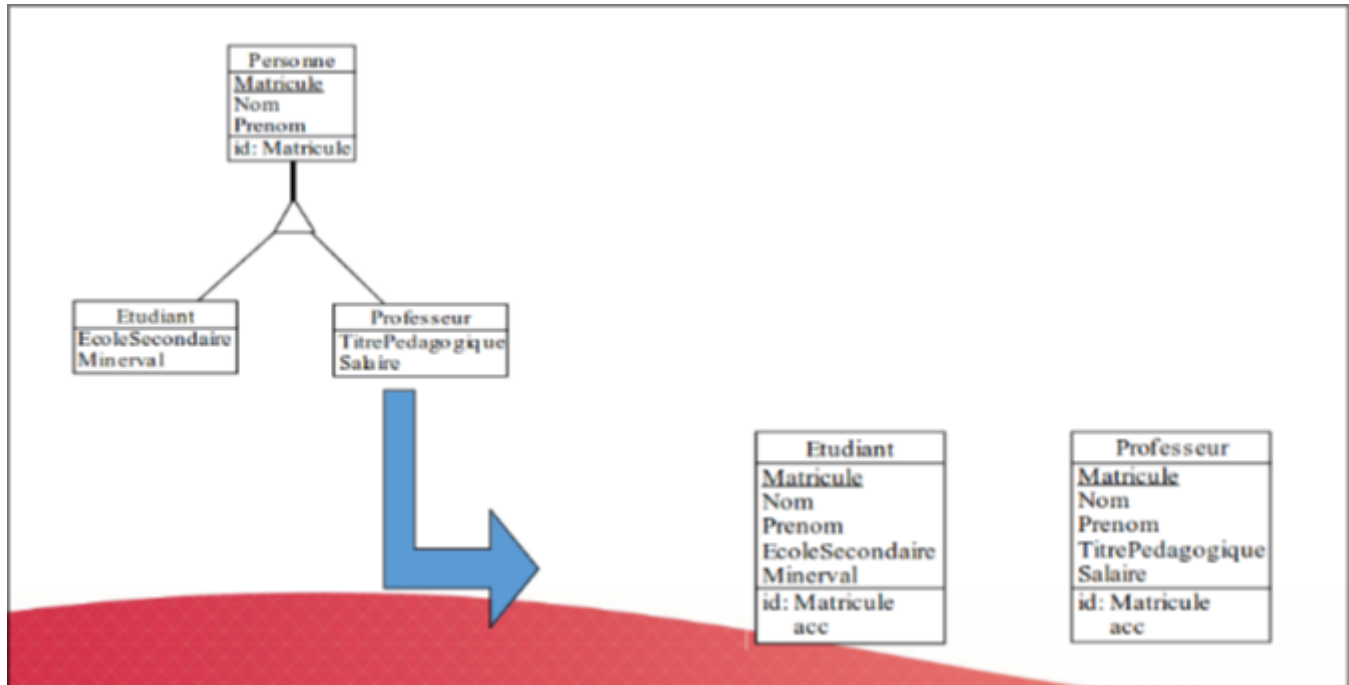 Personne
Matricule
Nom
Prenom
id: Matricule
Etudiant
EcoleSecondaire
Minerval
Professeur
TitrePedagogique
Salaire
Etudiant
Matricule
Nom
Prenom
EcoleSecondaire
Minerval
id: Matricule
acc
Professeur
Matricule
Nom
Prenom
TitrePedagogique
Salaire
id: Matricule
acc